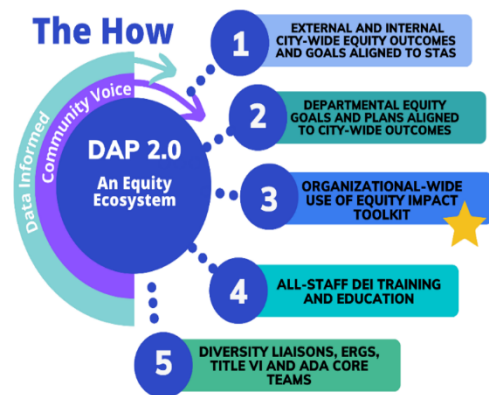 The How
Data Informed
Community Voice
DAP 2.0
An Equity
Ecosystem
1
EXTERNAL AND INTERNAL
CITY-WIDE EQUITY OUTCOMES
AND GOALS ALIGNED TO STAS
2
DEPARTMENTAL EQUITY
GOALS AND PLANS ALIGNED
TO CITY-WIDE OUTCOMES
3
ORGANIZATIONAL-WIDE
USE OF EQUITY IMPACT
TOOLKIT
4
ALL-STAFF DEI TRAINING
AND EDUCATION
5
DIVERSITY LIAISONS, ERGS,
TITLE VI AND ADA CORE
TEAMS